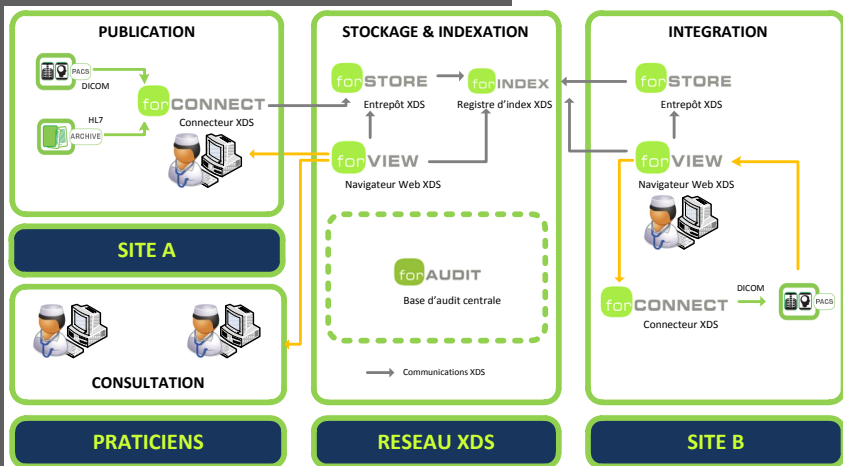 PUBLICATION
PACS
DICOM
forCONNECT
Connecteur XDS
HL7
ARCHIVE
SITE A
CONSULTATION
PRATICIENS
STOCKAGE & INDEXATION
forSTORE
Entrepôt XDS
forINDEX
Registre d'index XDS
forVIEW
Navigateur Web XDS
forAUDIT
Base d'audit centrale
Communications XDS
RESEAU XDS
INTEGRATION
forSTORE
Entrepôt XDS
forVIEW
Navigateur Web XDS
forCONNECT
Connecteur XDS
DICOM
PACS
SITE B